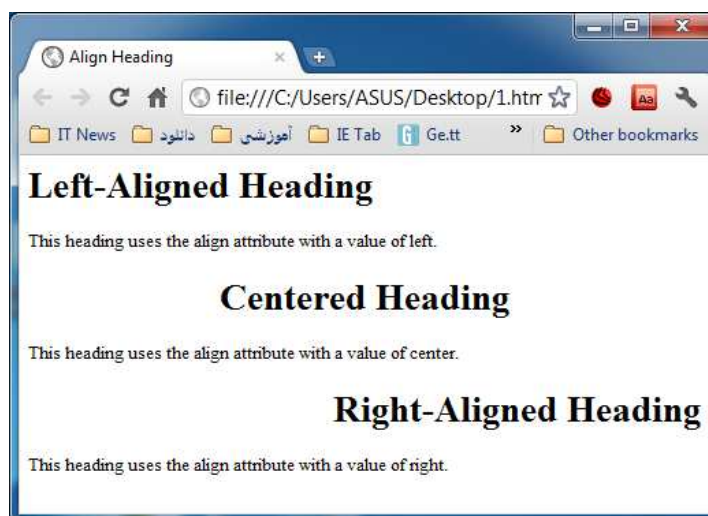 Align Heading
file:///C:/Users/ASUS/Desktop/1.htm
IT News دانلود آموزشی IE Tab G Ge.tt » Other bookmarks
Left-Aligned Heading
This heading uses the align attribute with a value of left.
Centered Heading
This heading uses the align attribute with a value of center.
Right-Aligned Heading
This heading uses the align attribute with a value of right.